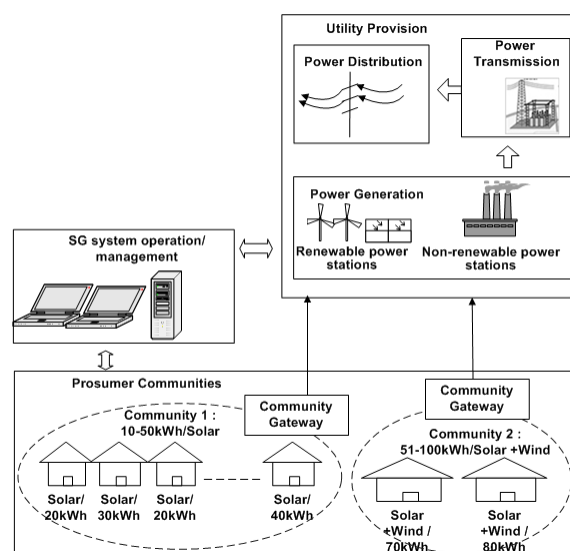 Utility Provision
Power Distribution
Power
Transmission
Power Generation
Renewable power
stations
Non-renewable power
stations
SG system operation/
management
Prosumer Communities
Community 1 :
10-50kWh/Solar
Community
Gateway
Solar/
20kWh
Solar/
30kWh
Solar/
20kWh
Solar/
40kWh
Community
Gateway
Community 2 :
51-100kWh/Solar +Wind
Solar
+Wind /
70kWh
Solar
+Wind /
80kWh